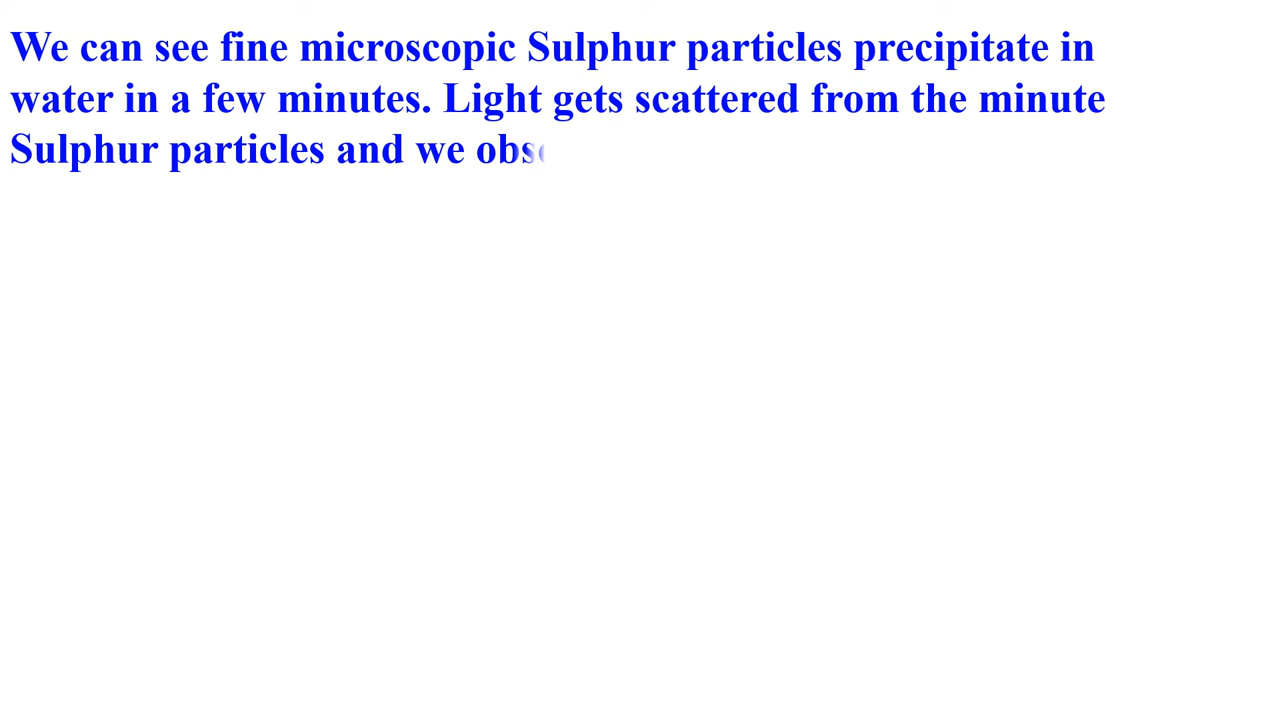 We can see fine microscopic Sulphur particles precipitate in
water in a few minutes. Light gets scattered from the minute
Sulphur particles and we